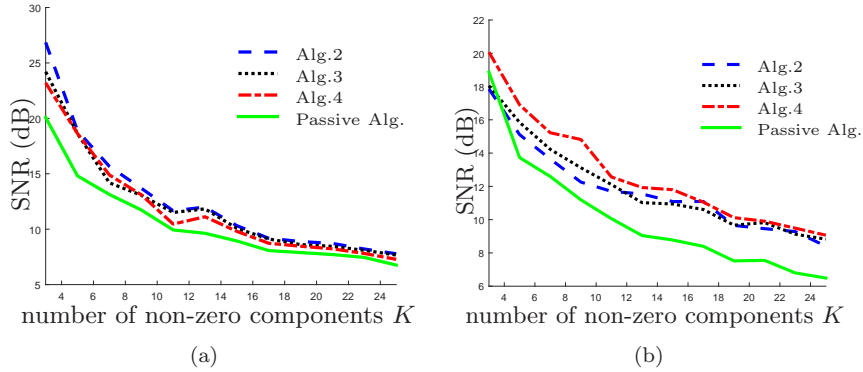 30
25
20
15
10
5
SNR (dB)
Alg.2
Alg.3
Alg.4
Passive Alg.
4 6 8 10 12 14 16 18 20 22 24
number of non-zero components K
(a)
22
20
18
16
14
12
10
8
6
SNR (dB)
Alg.2
Alg.3
Alg.4
Passive Alg.
4 6 8 10 12 14 16 18 20 22 24
number of non-zero components K
(b)